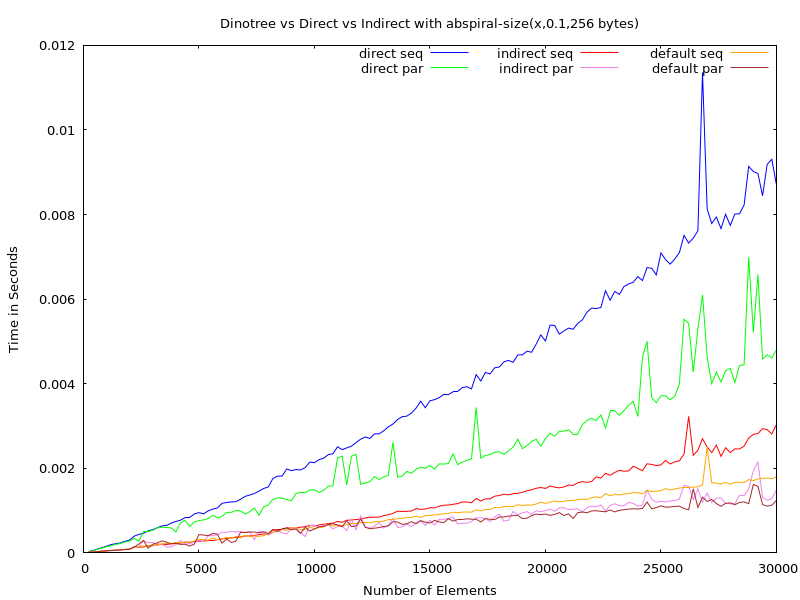 Dinotree vs Direct vs Indirect with abspiral-size(x,0.1,256 bytes)
direct seq indirect seq default seq
direct par indirect par default par
0.012
0.01
0.008
0.006
0.004
0.002
0
Time in Seconds
0 5000 10000 15000 20000 25000 30000
Number of Elements